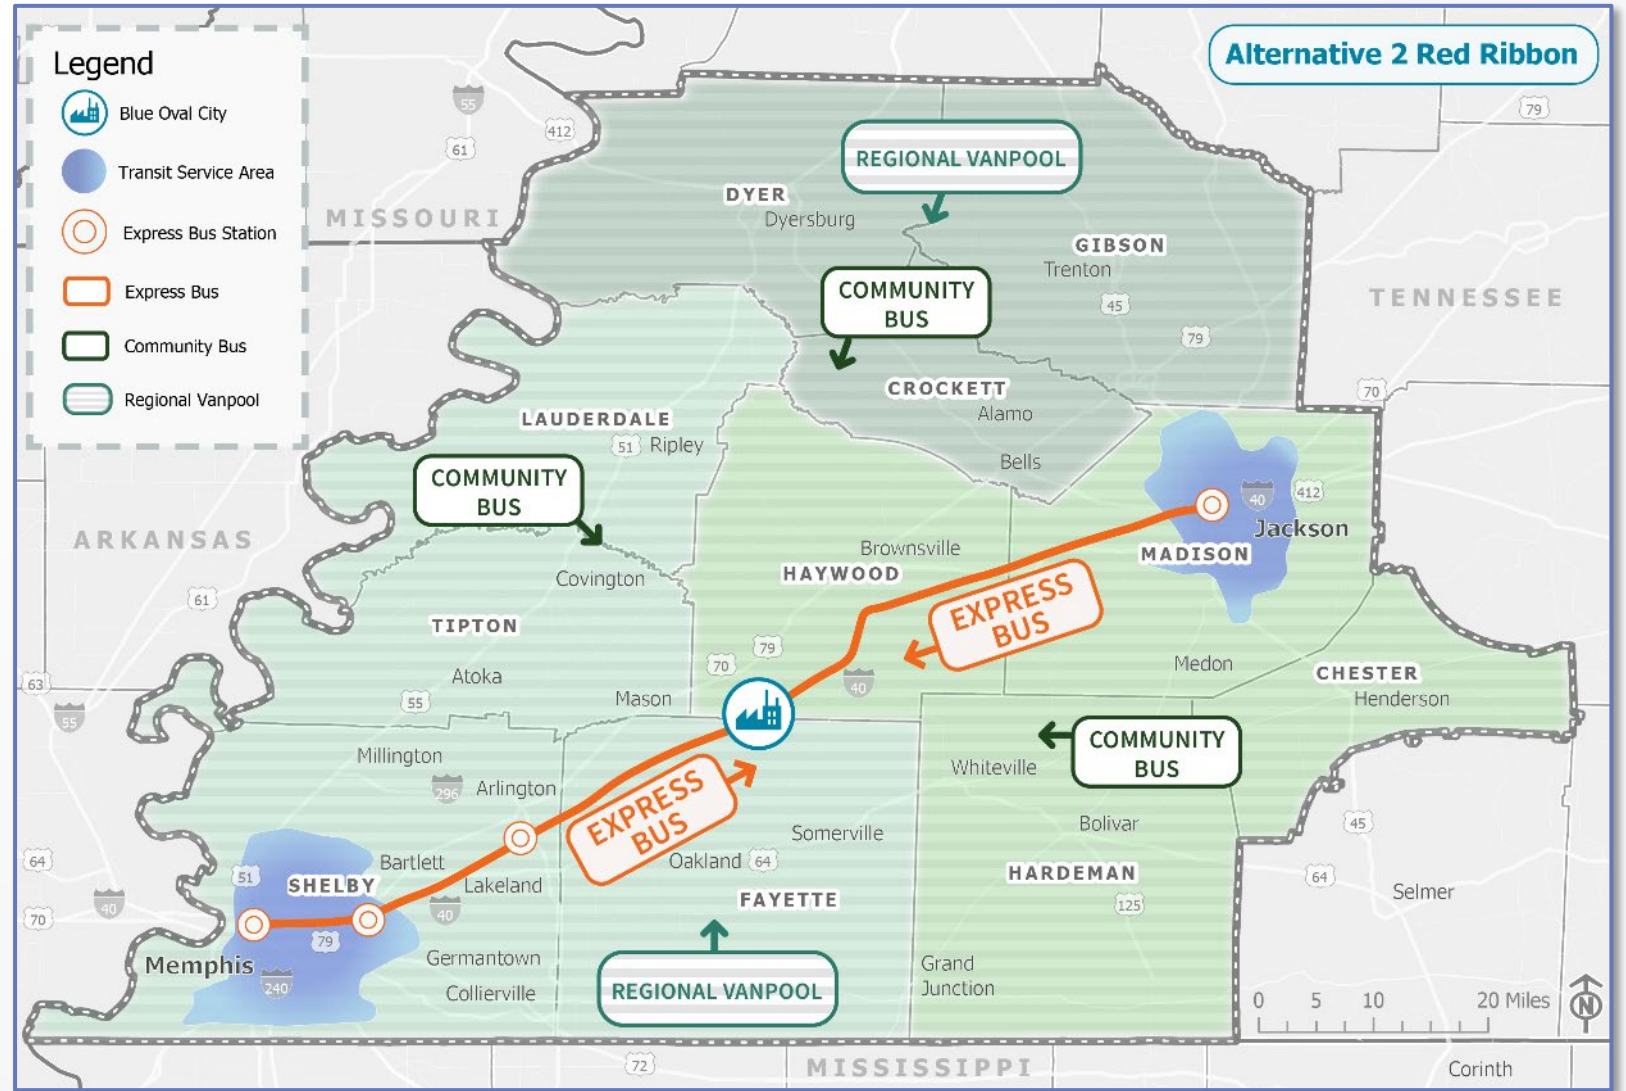 Alternative 2 Red Ribbon
Legend
Blue Oval City
Transit Service Area
Express Bus Station
Express Bus
Community Bus
Regional Vanpool
55
61
412
79
REGIONAL VANPOOL
DYER
Dyersburg
MISSOURI
GIBSON
Trenton
45
79
TENNESSEE
COMMUNITY
BUS
CROCKETT
Alamo
Bells
70
LAUDERDALE
51
Ripley
COMMUNITY
BUS
ARKANSAS
40
412
Jackson
MADISON
Brownsville
HAYWOOD
Covington
61
TIPTON
EXPRESS
BUS
79
70
40
Medon
CHESTER
Henderson
63
55
Atoka
55
Mason
COMMUNITY
BUS
Whiteville
Millington
296
Arlington
EXPRESS
BUS
Somerville
Bolivar
45
Oakland
64
64
Bartlett
51
SHELBY
Lakeland
HARDEMAN
64
Selmer
FAYETTE
125
40
70
40
79
Memphis
240
Germantown
Collierville
REGIONAL VANPOOL
Grand
Junction
0
5
10
20 Miles
N
72
MISSISSIPPI
Corinth